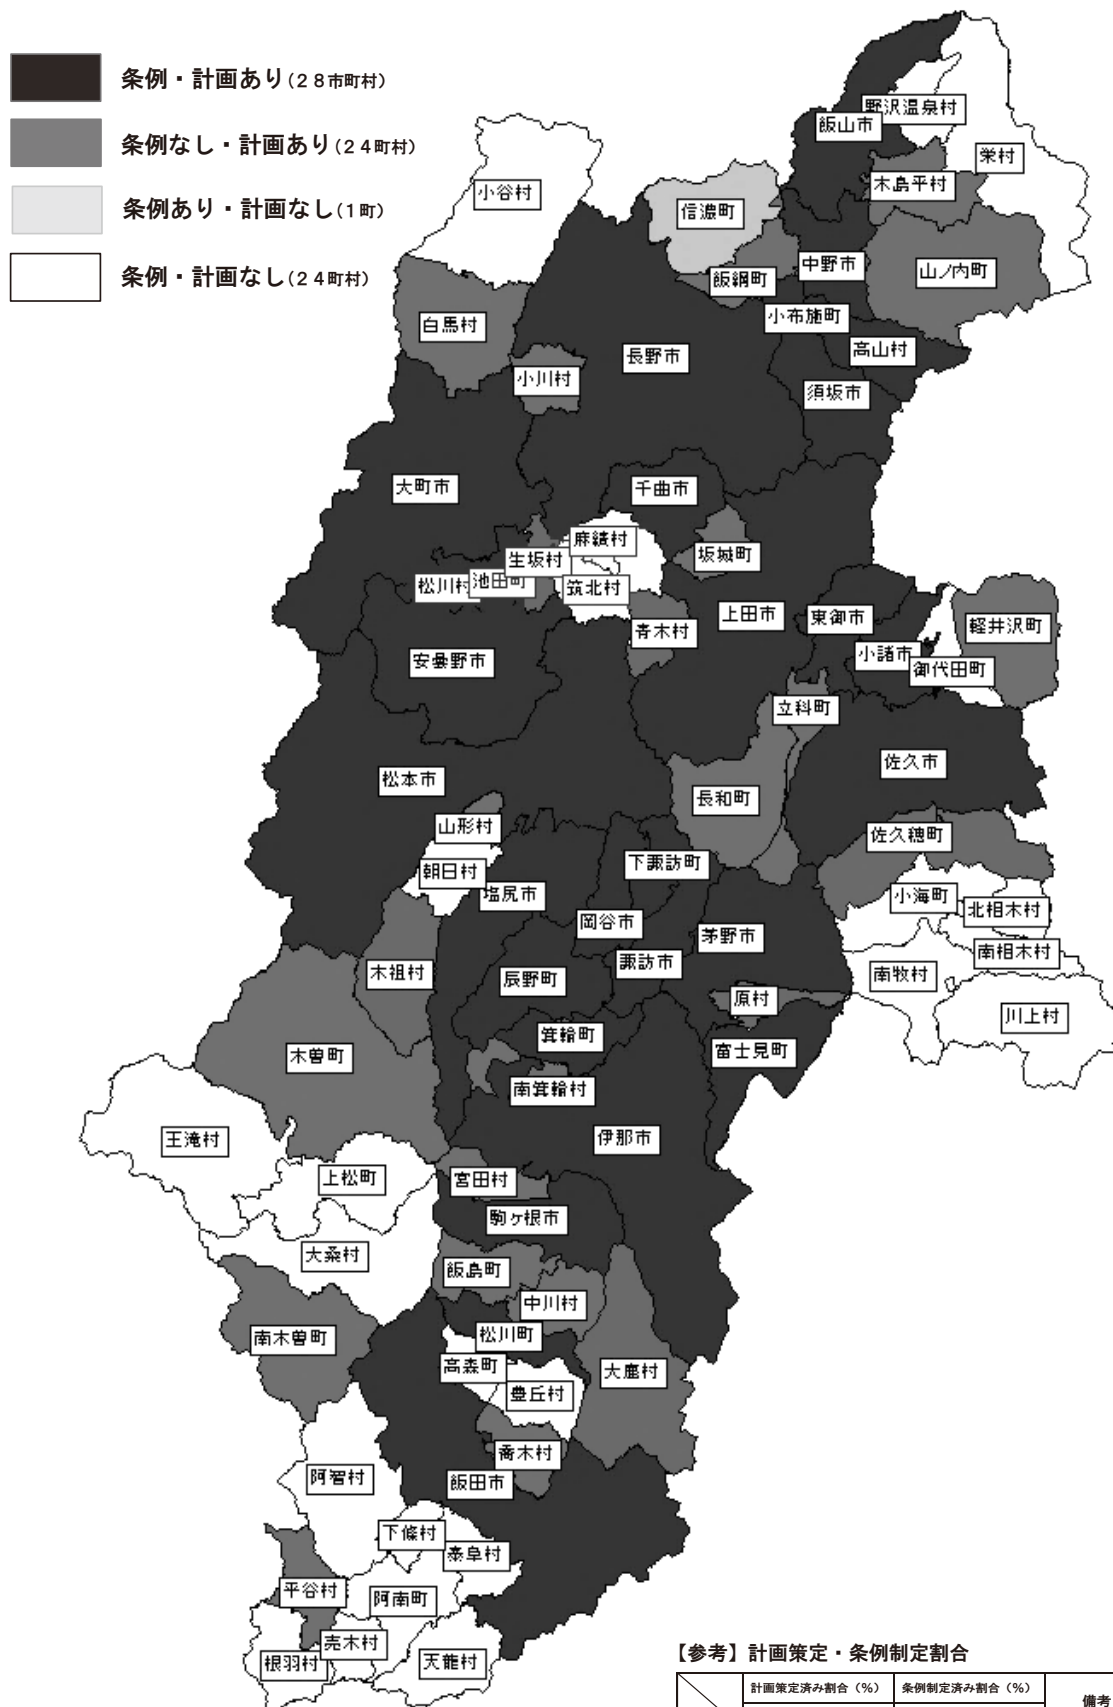 条例・計画あり(28市町村)
条例なし・計画あり(24町村)
条例あり・計画なし(1町)
条例・計画なし(24町村)
野沢温泉村
飯山市
栄村
木島平村
小谷村
信濃町
中野市
山ノ内町
飯綱町
小布施町
白馬村
高山村
長野市
小川村
須坂市
大町市
千曲市
麻績村
坂城町
生坂村
池田町
松川村
筑北村
上田市
東御市
軽井沢町
青木村
小諸市
安曇野市
御代田町
立科町
佐久市
松本市
長和町
山形村
佐久穂町
下諏訪町
朝日村
塩尻市
小海町
北相木村
岡谷市
茅野市
南相木村
諏訪市
木祖村
辰野町
南牧村
原村
川上村
箕輪町
富士見町
木曽町
南箕輪村
王滝村
伊那市
上松町
宮田村
駒ヶ根市
大桑村
飯島町
中川村
松川町
南木曽町
高森町
大鹿村
豊丘村
喬木村
阿智村
飯田市
下條村
泰阜村
平谷村
阿南町
売木村
根羽村
天龍村
【参考】計画策定・条例制定割合
計画策定済み割合(%)
条例制定済み割合(%)
備考